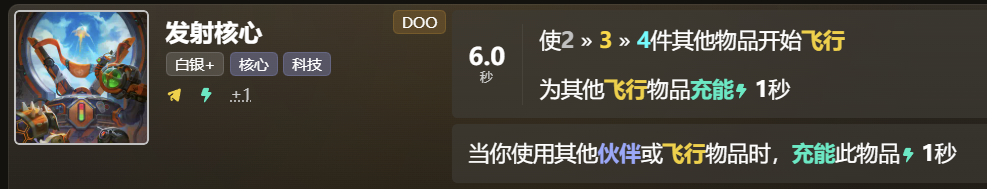 发射核心
DOO
白银+
核心
科技
+1
6.0
秒
使2 » 3 » 4件其他物品开始飞行
为其他飞行物品充能 1秒
当你使用其他伙伴或飞行物品时，充能此物品 1秒